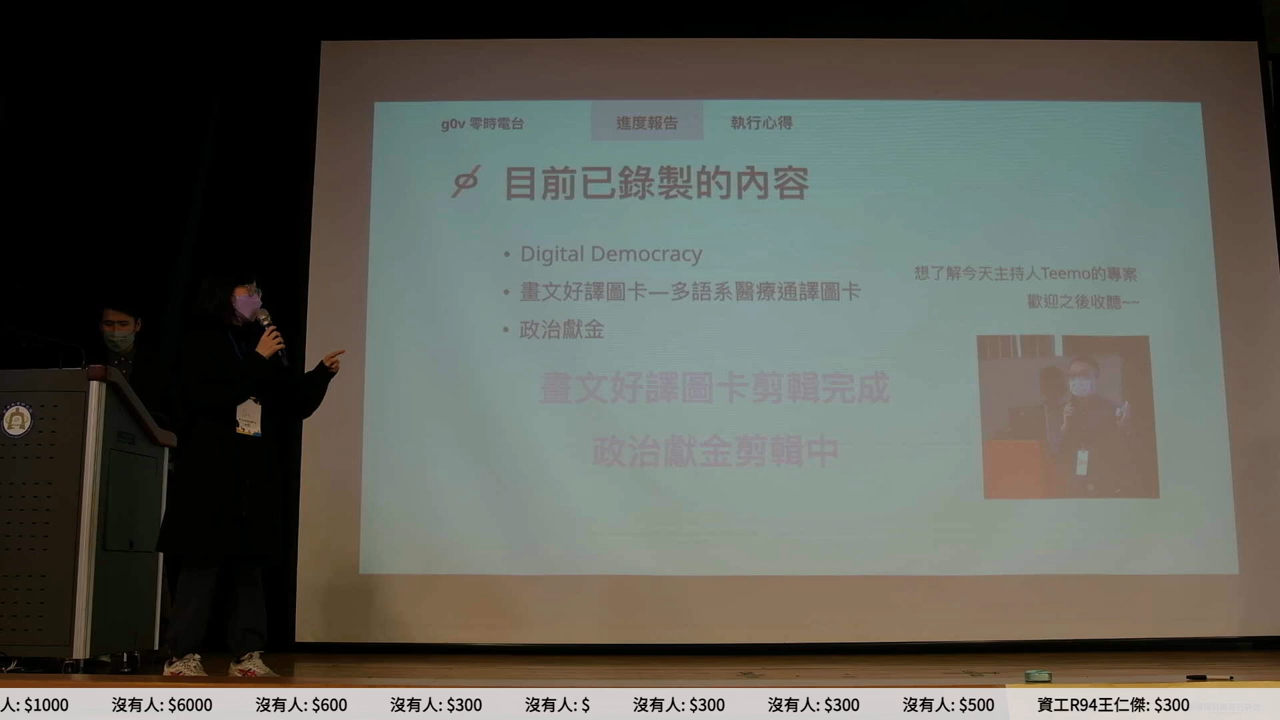 g0v 零時電台
進度報告
執行心得
目前已錄製的內容
• Digital Democracy
• 畫文好譯圖卡—多語系醫療通譯圖卡
• 政治獻金
畫文好譯圖卡剪輯完成
政治獻金剪輯中
想了解今天主持人Teemo的專案
歡迎之後收聽~~
人: $1000 沒有人: $6000 沒有人: $600 沒有人: $300 沒有人: $ 沒有人: $300 沒有人: $300 沒有人: $500 資工R94王仁傑: $300